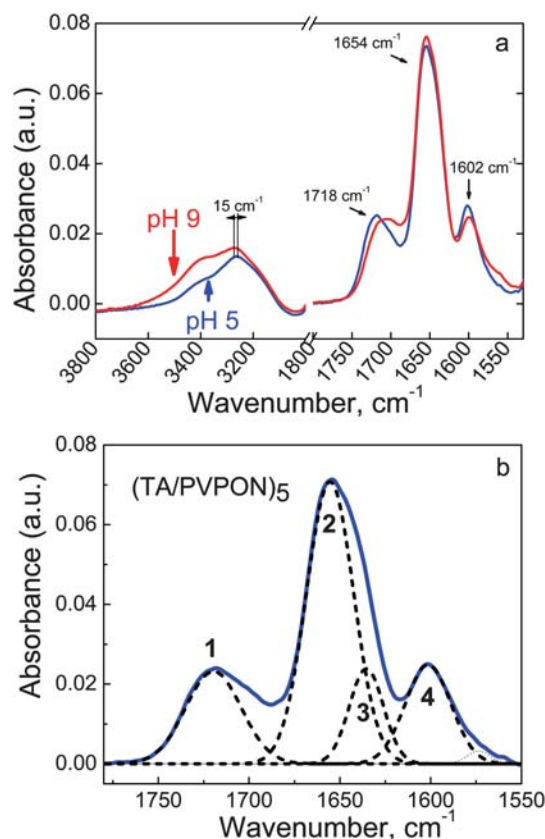 a
0.08
0.06
0.04
0.02
0.00
Absorbance (a.u.)
1654 cm⁻¹
1602 cm⁻¹
1718 cm⁻¹
15 cm⁻¹
pH 9
pH 5
3800 3600 3400 3200 1800 1750 1700 1650 1600 1550
Wavenumber, cm⁻¹
b
(TA/PVPON)₅
0.08
0.06
0.04
0.02
0.00
Absorbance (a.u.)
1
2
3
4
1750 1700 1650 1600 1550
Wavenumber, cm⁻¹